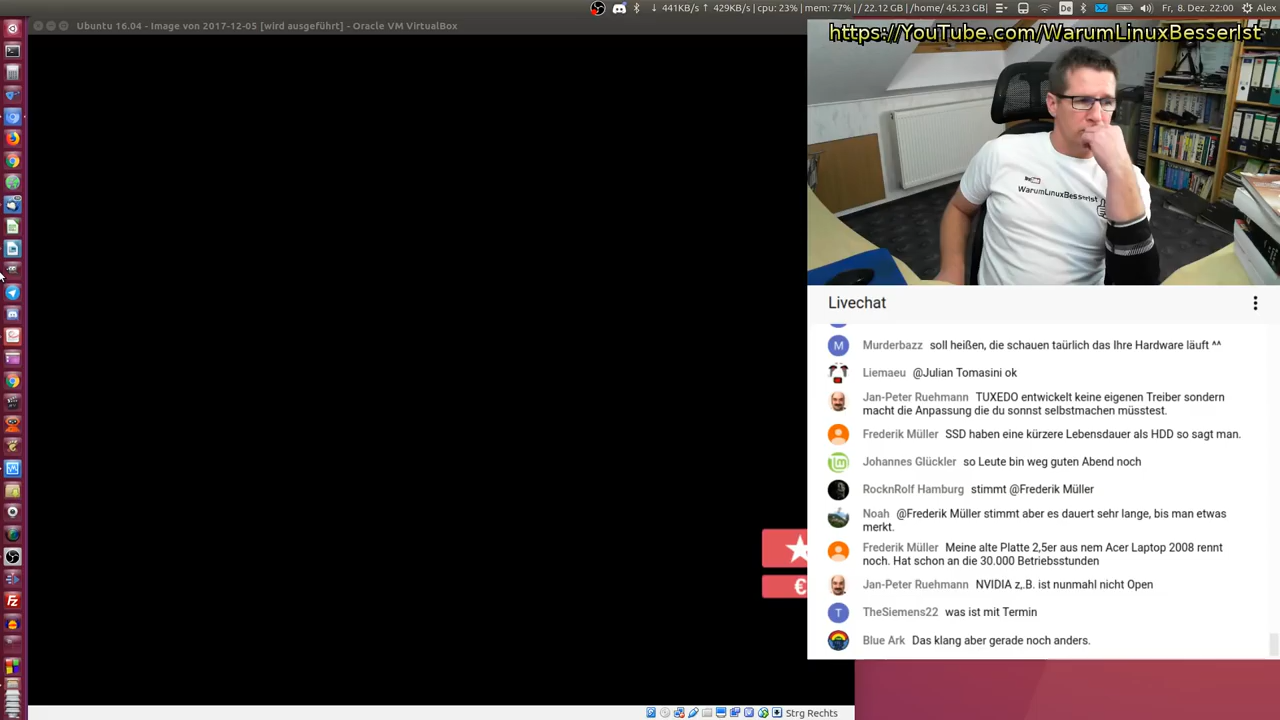 441KB/s 429KB/s cpu: 23% mem: 77% / 22.12 GB /home/ 45.23 GB De Fr, 8. Dez. 22:00 Alex
Ubuntu 16.04 - Image von 2017-12-05 [wird ausgeführt] - Oracle VM VirtualBox
https://YouTube.com/WarumLinuxBesserIst
WarumLinuxBesserIst
Livechat
Murderbazz soll heißen, die schauen taürlich das Ihre Hardware läuft ^^
Liemaeu @Julian Tomasini ok
Jan-Peter Ruehmann TUXEDO entwickelt keine eigenen Treiber sondern
macht die Anpassung die du sonnst selbstmachen müsstest.
Frederik Müller SSD haben eine kürzere Lebensdauer als HDD so sagt man.
Johannes Glückler so Leute bin weg guten Abend noch
RocknRolf Hamburg stimmt @Frederik Müller
Noah @Frederik Müller stimmt aber es dauert sehr lange, bis man etwas
merkt.
Frederik Müller Meine alte Platte 2,5er aus nem Acer Laptop 2008 rennt
noch. Hat schon an die 30.000 Betriebsstunden
€
Jan-Peter Ruehmann NVIDIA z,.B. ist nunmahl nicht Open
T TheSiemens22 was ist mit Termin
Blue Ark Das klang aber gerade noch anders.
Strg Rechts